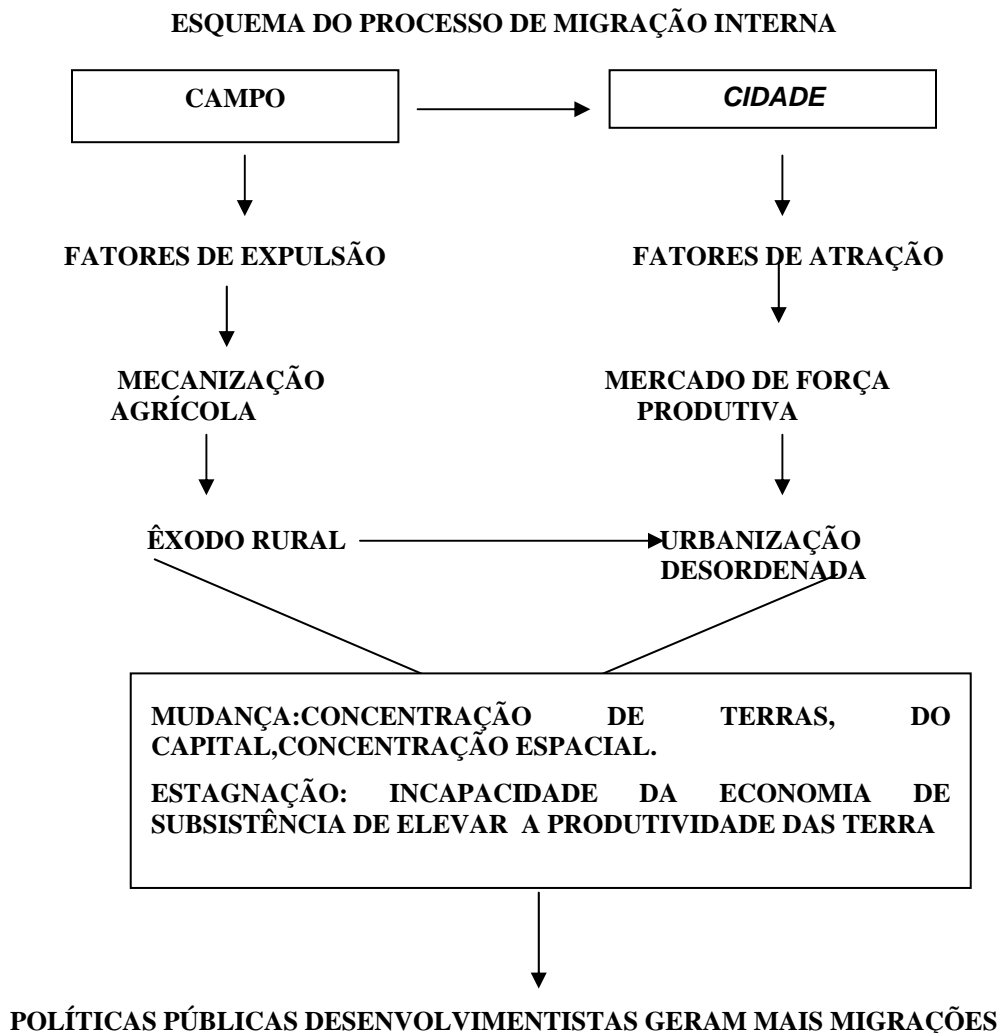 ESQUEMA DO PROCESSO DE MIGRAÇÃO INTERNA
CAMPO
CIDADE
FATORES DE EXPULSÃO
FATORES DE ATRAÇÃO
MECANIZAÇÃO
AGRÍCOLA
MERCADO DE FORÇA
PRODUTIVA
ÊXODO RURAL
URBANIZAÇÃO
DESORDENADA
MUDANÇA:CONCENTRAÇÃO DE TERRAS, DO
CAPITAL,CONCENTRAÇÃO ESPACIAL.
ESTAGNAÇÃO: INCAPACIDADE DA ECONOMIA DE
SUBSISTÊNCIA DE ELEVAR A PRODUTIVIDADE DAS TERRA
POLÍTICAS PÚBLICAS DESENVOLVIMENTISTAS GERAM MAIS MIGRAÇÕES